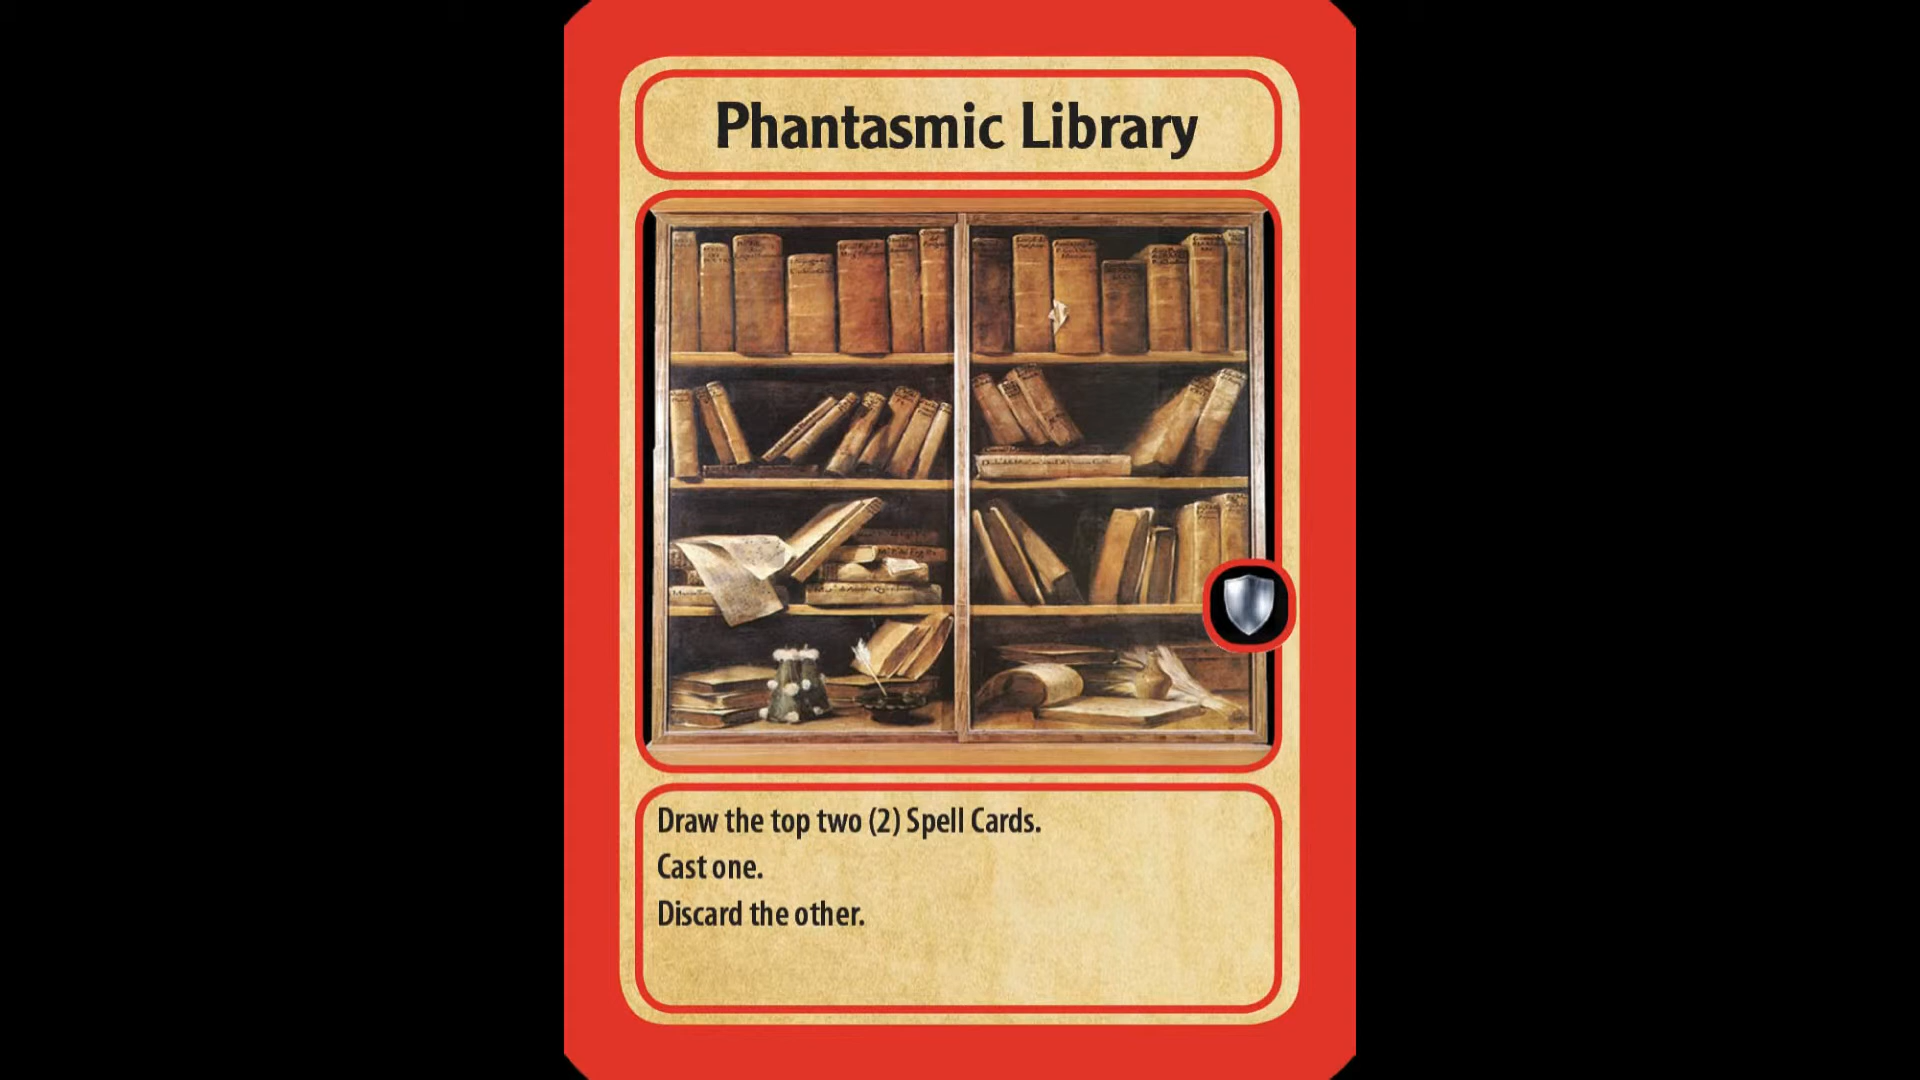 Phantasmic Library
Draw the top two (2) Spell Cards.
Cast one.
Discard the other.